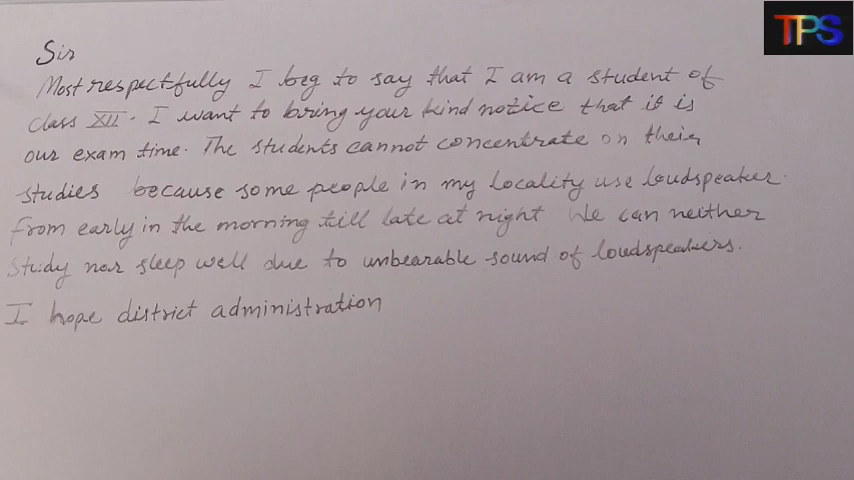 TPS
Sir
Most respectfully I beg to say that I am a student of
class XII. I want to bring your kind notice that it is
our exam time. The students cannot concentrate on their
studies because some people in my locality use loudspeaker.
from early in the morning till late at night We can neither
study nor sleep well due to unbearable sound of loudspeakers.
I hope district administration